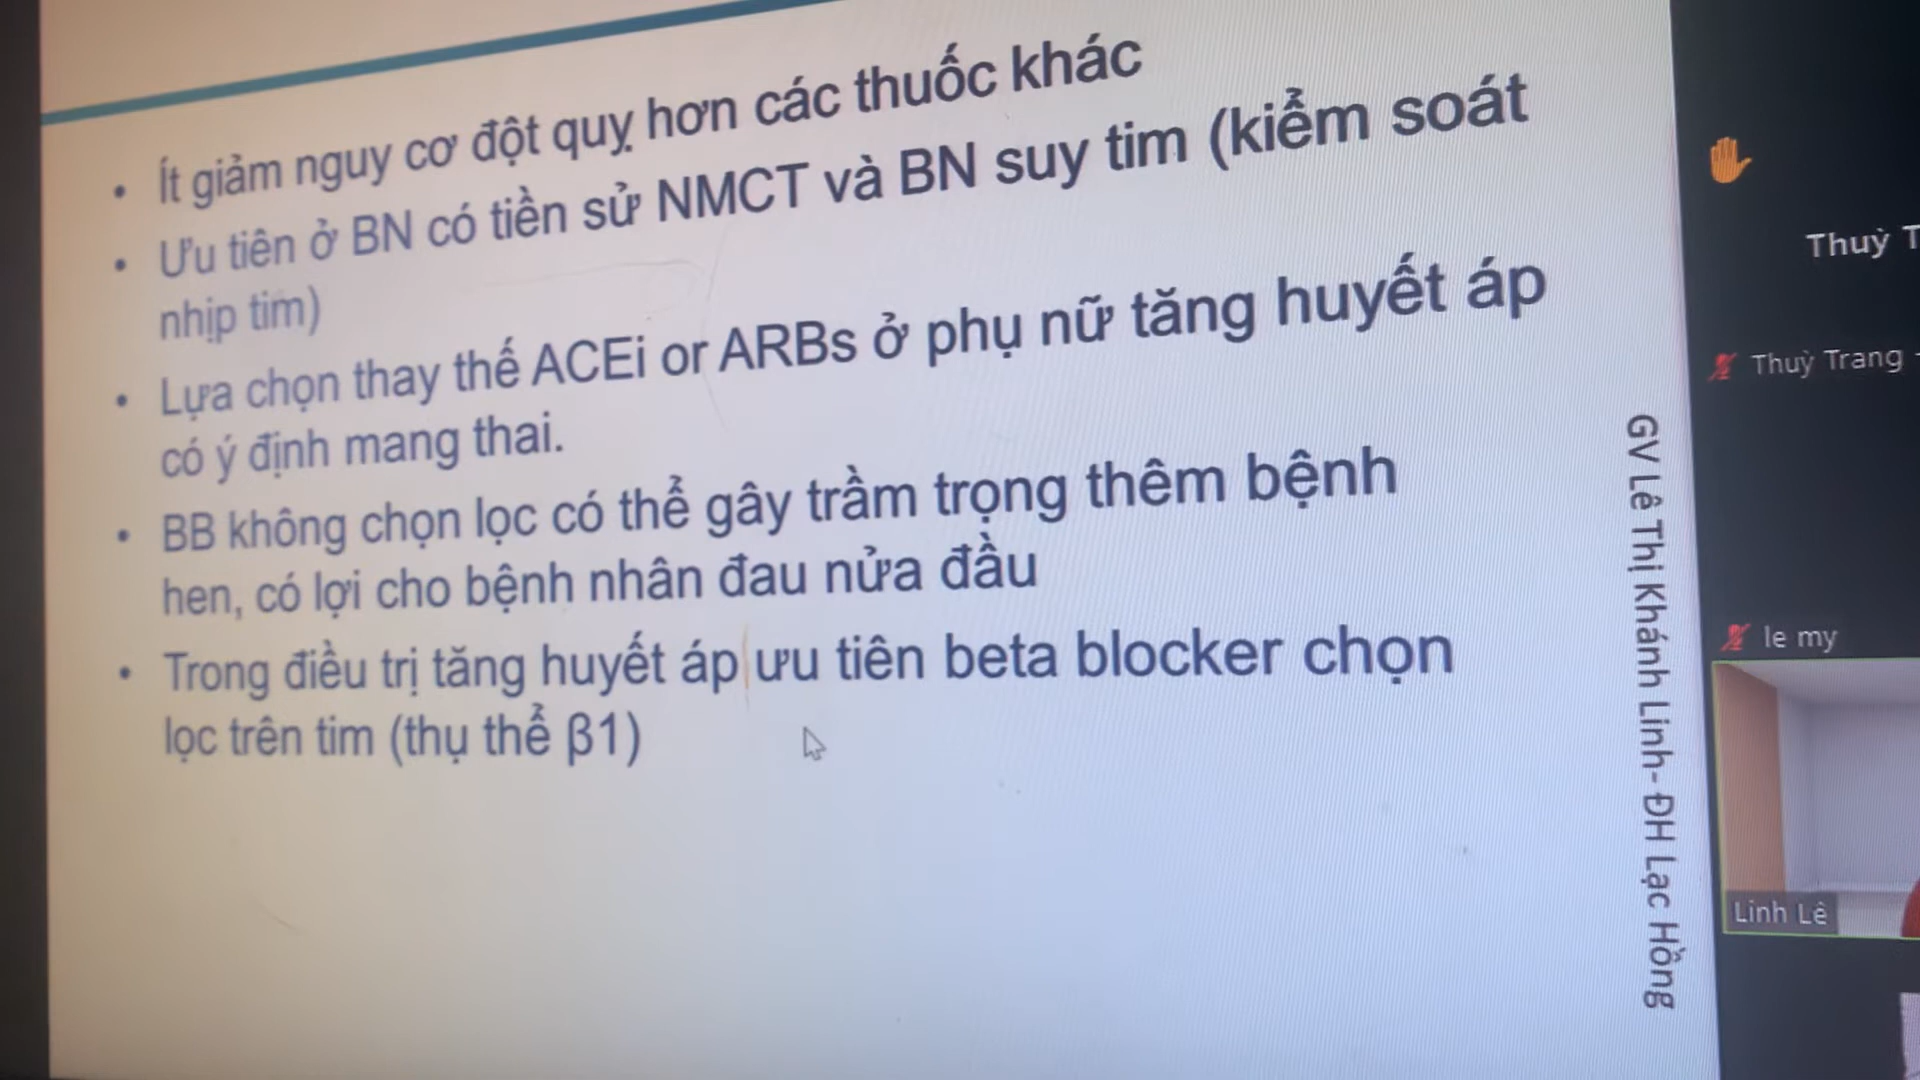 Ít giảm nguy cơ đột quỵ hơn các thuốc khác
Ưu tiên ở BN có tiền sử NMCT và BN suy tim (kiểm soát
nhịp tim)
Lựa chọn thay thế ACEi or ARBs ở phụ nữ tăng huyết áp
có ý định mang thai.
BB không chọn lọc có thể gây trầm trọng thêm bệnh
hen, có lợi cho bệnh nhân đau nửa đầu
Trong điều trị tăng huyết áp ưu tiên beta blocker chọn
lọc trên tim (thụ thể β1)
GV Lê Thị Khánh Linh- ĐH Lạc Hồng
Thuỳ T
Thuỳ Trang -
le my
Linh Lê